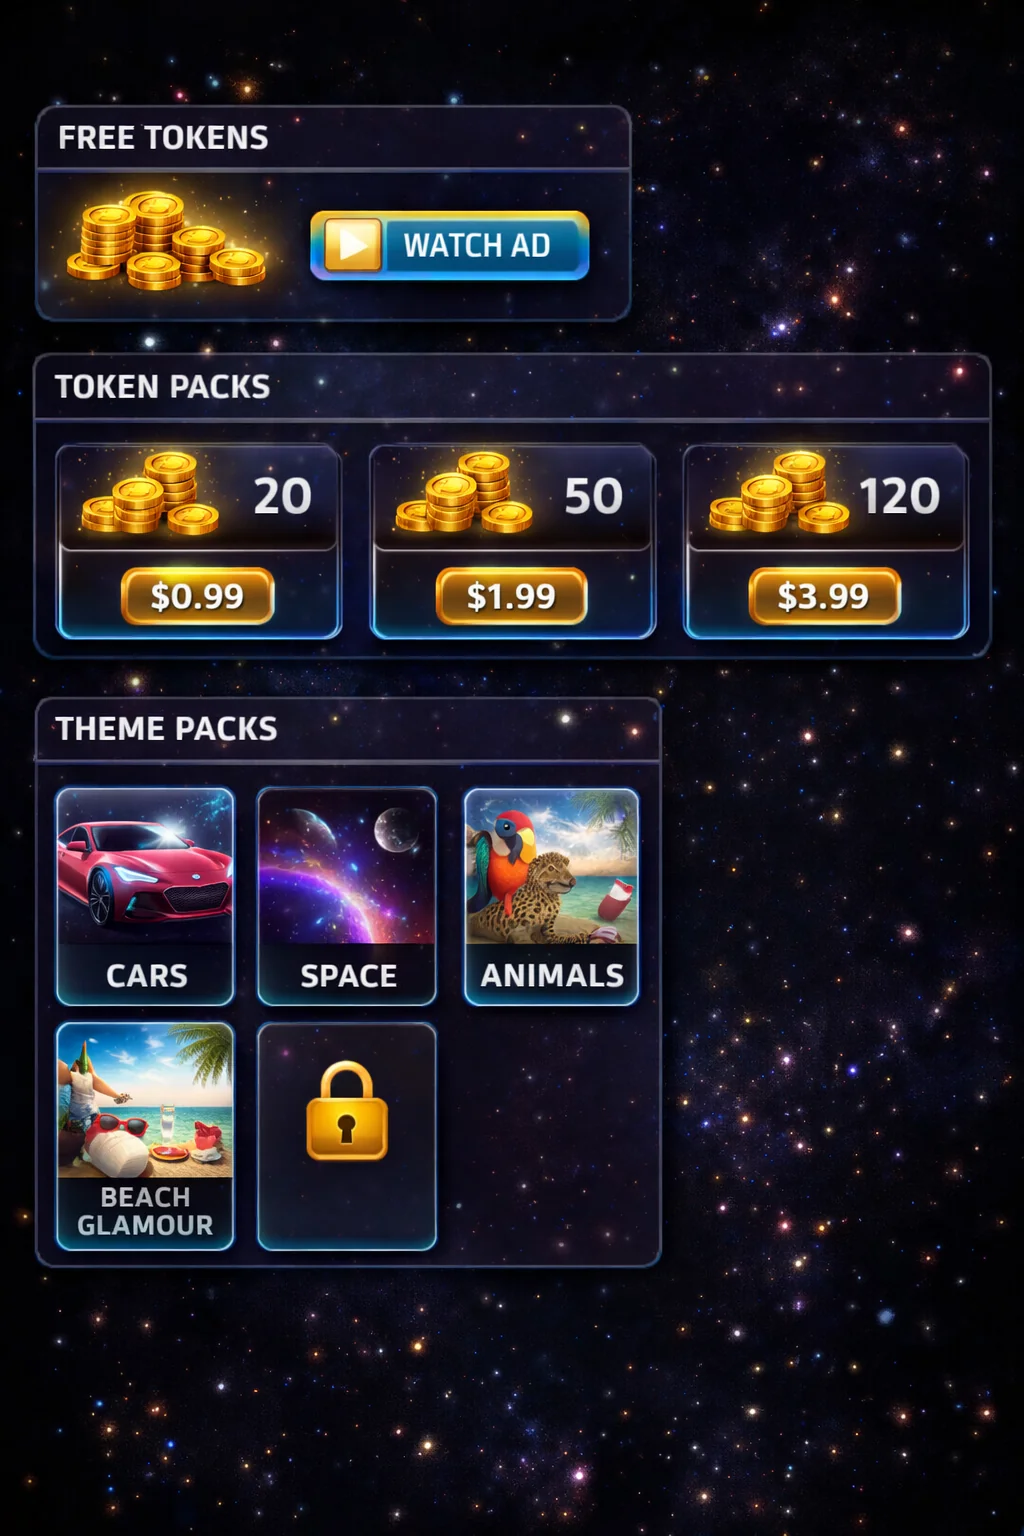 FREE TOKENS
WATCH AD
TOKEN PACKS
20
50
120
$0.99
$1.99
$3.99
THEME PACKS
CARS
SPACE
ANIMALS
BEACH
GLAMOUR